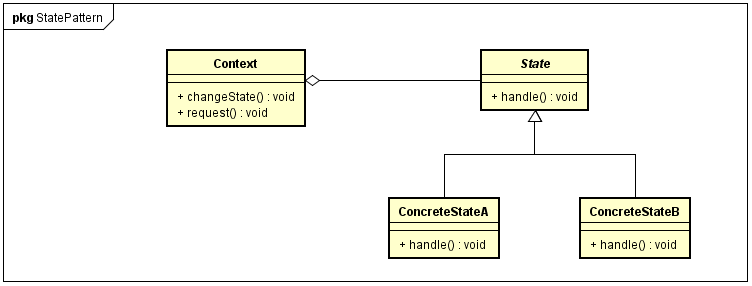 pkg StatePattern
Context
+ changeState() : void
+ request() : void
State
+ handle() : void
ConcreteStateA
+ handle() : void
ConcreteStateB
+ handle() : void